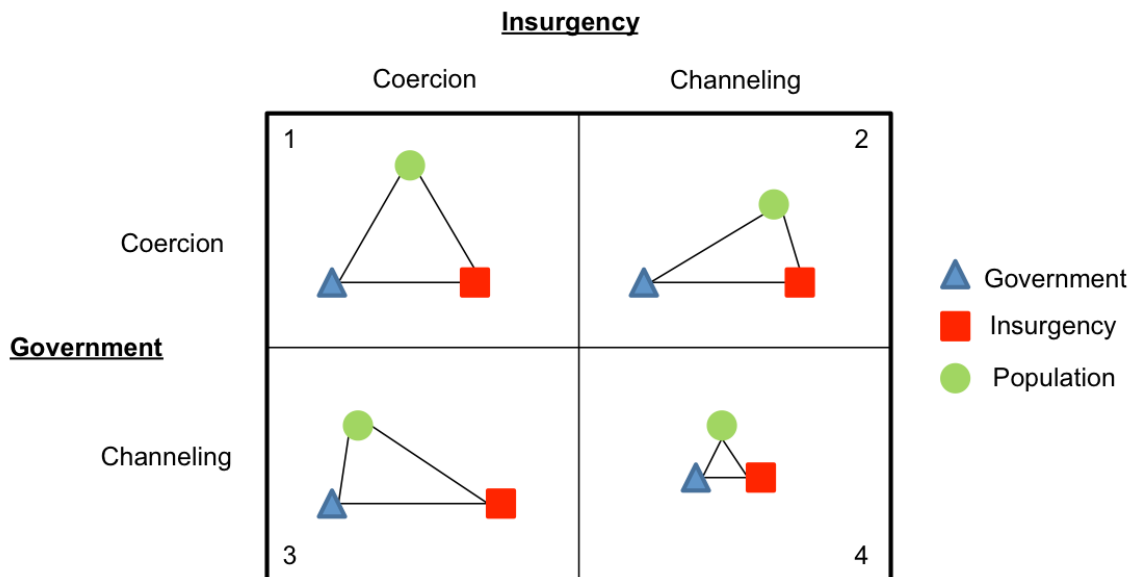 Insurgency
Coercion Channeling
1 2
Coercion
Government
Channeling
3 4
Government
Insurgency
Population